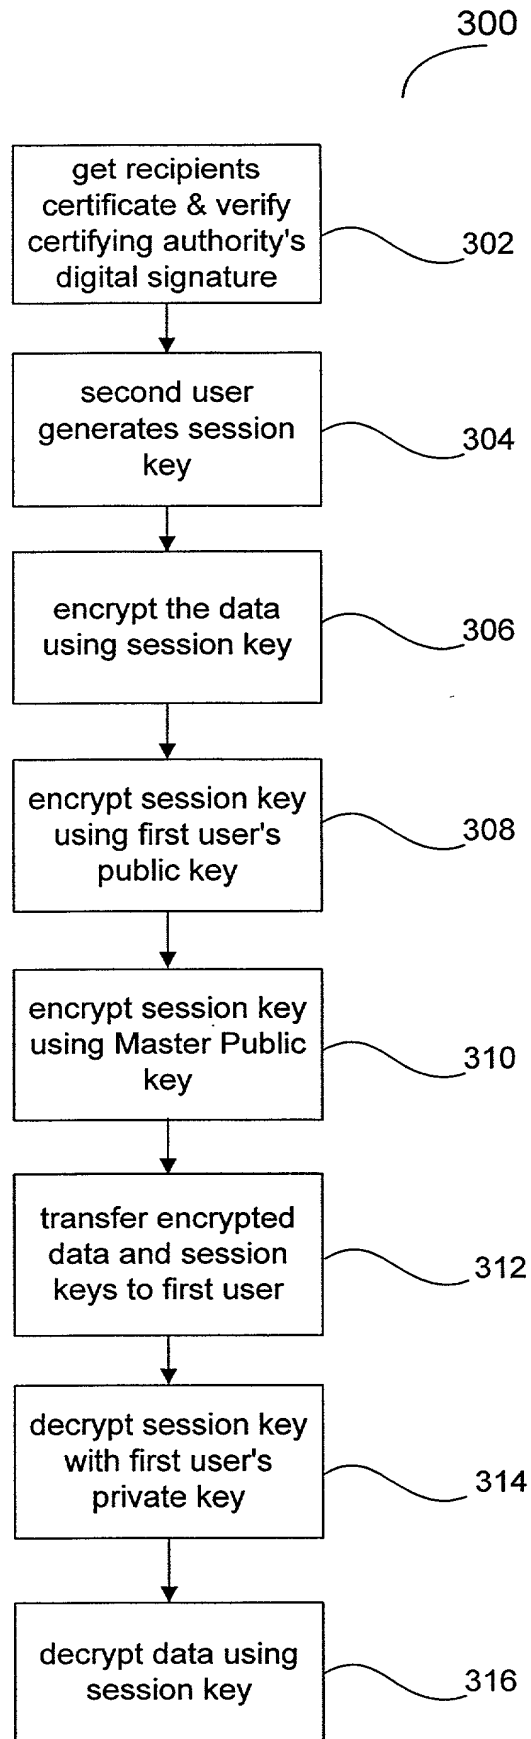 300
get recipients
certificate & verify
certifying authority's
digital signature
302
second user
generates session
key
304
encrypt the data
using session key
306
encrypt session key
using first user's
public key
308
encrypt session key
using Master Public
key
310
transfer encrypted
data and session
keys to first user
312
decrypt session key
with first user's
private key
314
decrypt data using
session key
316